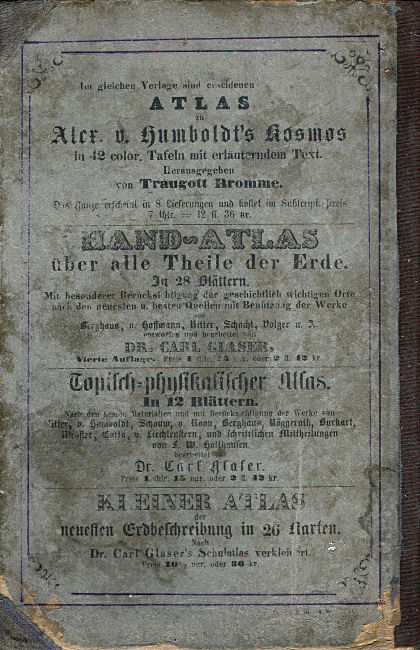 Im gleichen Verlage sind erschienen
ATLAS
zu
Alex. v. Humboldt's Kosmos
in 42 color. Tafeln mit erläuterndem Text.
Herausgegeben
von Traugott Bromme.
Das Ganze erscheint in 8 Lieferungen und kostet im Subscript. Preis
7 thlr. = 12 fl. 36 kr.
HAND-ATLAS
über alle Theile der Erde.
In 28 Blättern.
Mit besonderer Berücksichtigung der geschichtlich wichtigen Orte
nach den neuesten u. besten Quellen mit Benützung der Werke
von
Berghaus, v. Hoffmann, Ritter, Schacht, Volger u. A.
entworfen und bearbeitet von
DR. CARL GLASER.
Vierte Auflage. Preis 1 thlr. 15 ngr. oder 2 fl. 42 kr.
Topisch-physikalischer Atlas.
In 12 Blättern.
Nach den besten Materialien und mit Berücksichtigung der Werke von
Ritter, v. Humboldt, Schouw, v. Roon, Berghaus, Nöggerath, Burkart,
Cotta, v. Liechtenstern, und schriftlichen Mittheilungen
von F. W. Holthausen
bearbeitet von
Dr. Carl Glaser.
Preis 1 thlr. 15 ngr. oder 2 fl. 42 kr.
KLEINER ATLAS
der
neuesten Erdbeschreibung in 26 Karten.
Nach
Dr. Carl Glaser's Schulatlas verkleinert.
Preis ngr. oder 36 kr.